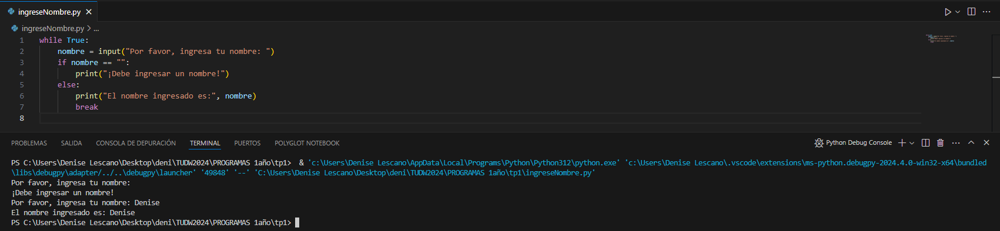 ingreseNombre.py
ingreseNombre.py > ...
1 while True:
2     nombre = input("Por favor, ingresa tu nombre: ")
3     if nombre == "":
4         print("¡Debe ingresar un nombre!")
5     else:
6         print("El nombre ingresado es:", nombre)
7         break
8
PROBLEMAS SALIDA CONSOLA DE DEPURACIÓN TERMINAL PUERTOS POLYGLOT NOTEBOOK Python Debug Console
PS C:\Users\Denise Lescano\Desktop\deni\TUDW2024\PROGRAMAS 1año\tp1>  & 'c:\Users\Denise Lescano\AppData\Local\Programs\Python\Python312\python.exe' 'c:\Users\Denise Lescano\.vscode\extensions\ms-python.debugpy-2024.4.0-win32-x64\bundled
\libs\debugpy\adapter/../..\debugpy\launcher' '49848' '--' 'C:\Users\Denise Lescano\Desktop\deni\TUDW2024\PROGRAMAS 1año\tp1\ingreseNombre.py'
Por favor, ingresa tu nombre:
¡Debe ingresar un nombre!
Por favor, ingresa tu nombre: Denise
El nombre ingresado es: Denise
PS C:\Users\Denise Lescano\Desktop\deni\TUDW2024\PROGRAMAS 1año\tp1>